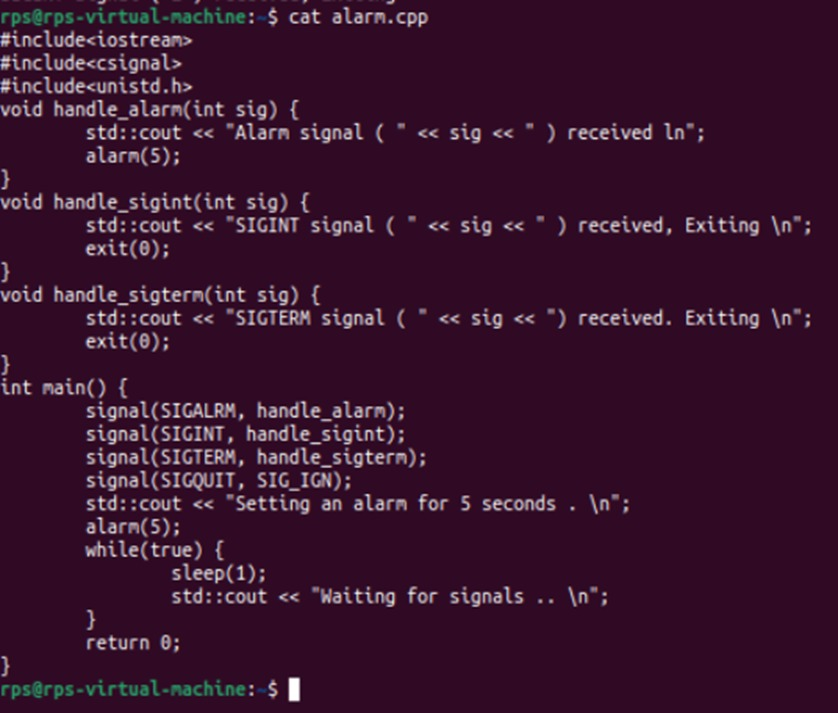 rps@rps-virtual-machine:~$ cat alarm.cpp
#include<iostream>
#include<csignal>
#include<unistd.h>
void handle_alarm(int sig) {
        std::cout << "Alarm signal ( " << sig << " ) received ln";
        alarm(5);
}
void handle_sigint(int sig) {
        std::cout << "SIGINT signal ( " << sig << " ) received, Exiting \n";
        exit(0);
}
void handle_sigterm(int sig) {
        std::cout << "SIGTERM signal ( " << sig << ") received. Exiting \n";
        exit(0);
}
int main() {
        signal(SIGALRM, handle_alarm);
        signal(SIGINT, handle_sigint);
        signal(SIGTERM, handle_sigterm);
        signal(SIGQUIT, SIG_IGN);
        std::cout << "Setting an alarm for 5 seconds . \n";
        alarm(5);
        while(true) {
                sleep(1);
                std::cout << "Waiting for signals .. \n";
        }
        return 0;
}
rps@rps-virtual-machine:~$